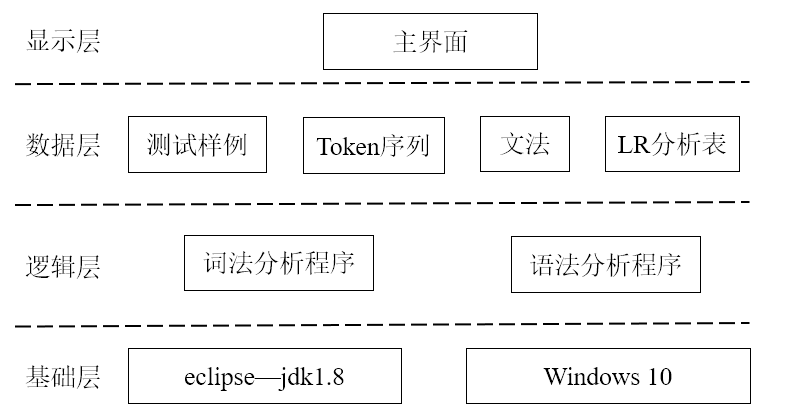 显示层 主界面
数据层 测试样例 Token序列 文法 LR分析表
逻辑层 词法分析程序 语法分析程序
基础层 eclipse—jdk1.8 Windows 10